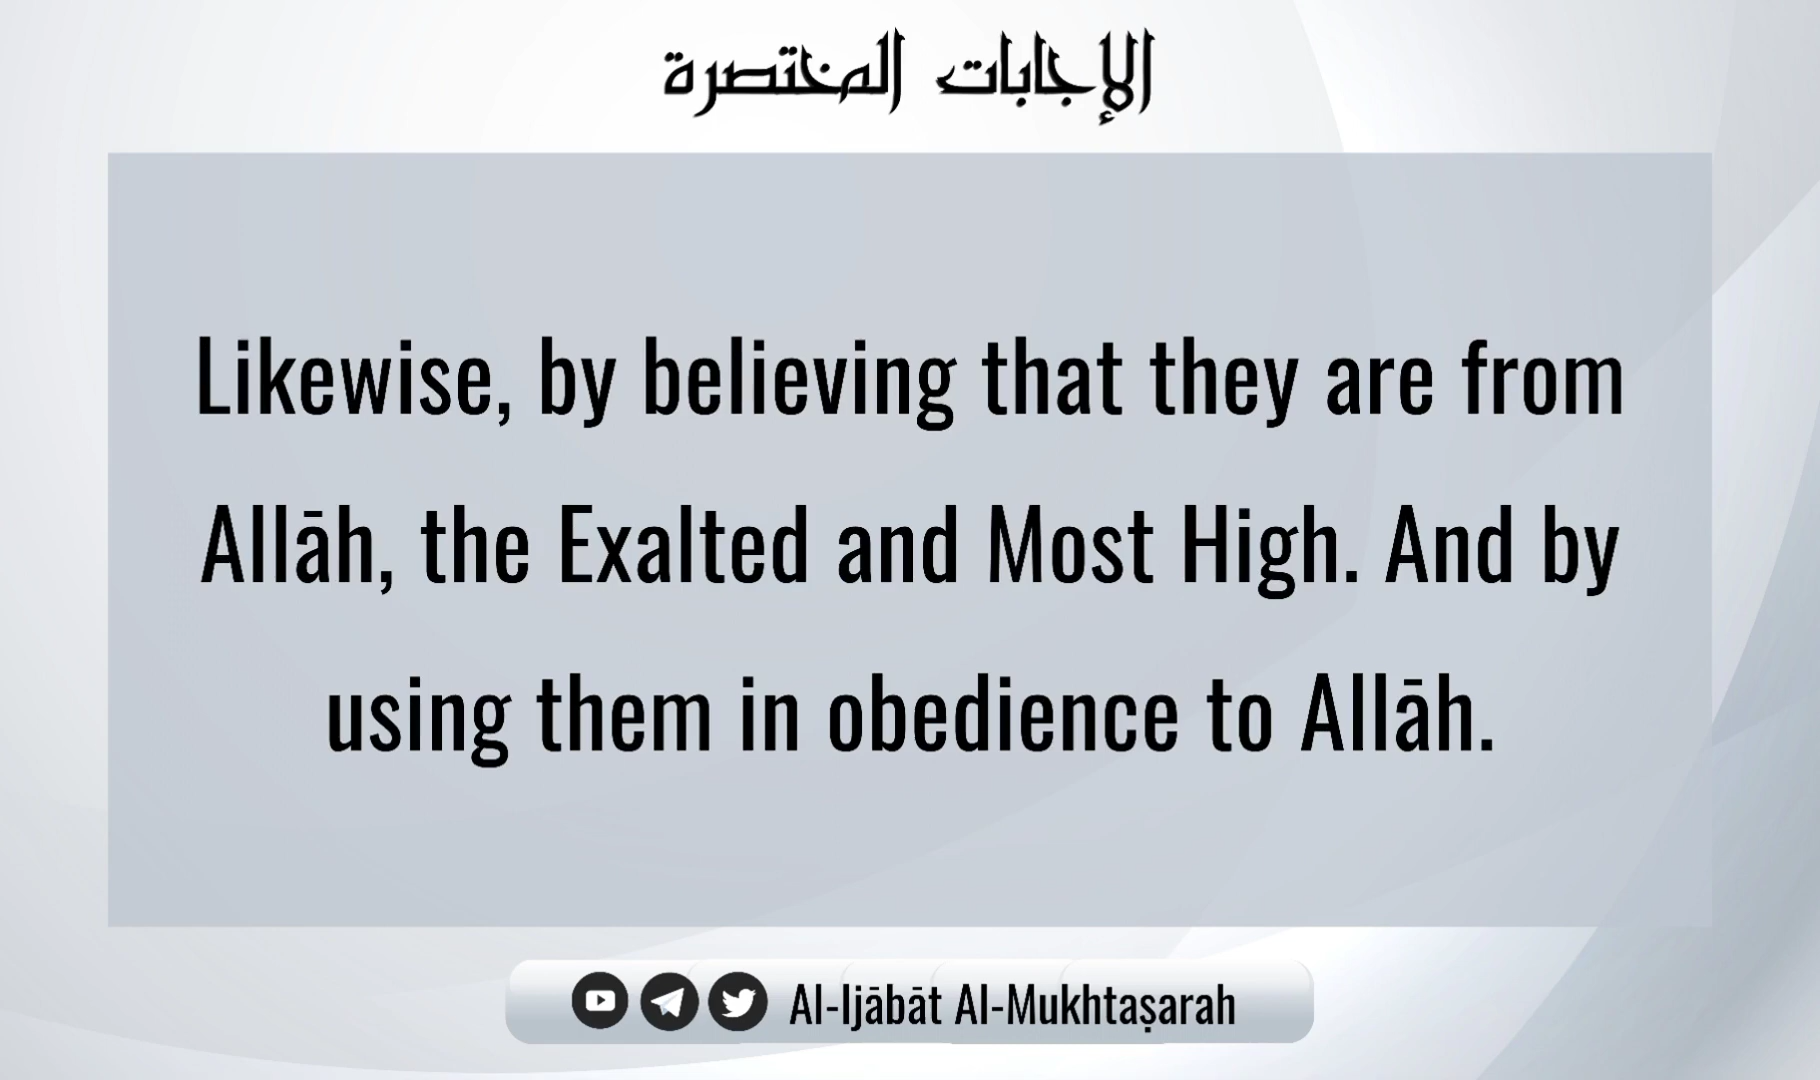 الإجابات المختصرة
Likewise, by believing that they are from
Allāh, the Exalted and Most High. And by
using them in obedience to Allāh.
Al-Ijābāt Al-Mukhtaṣarah